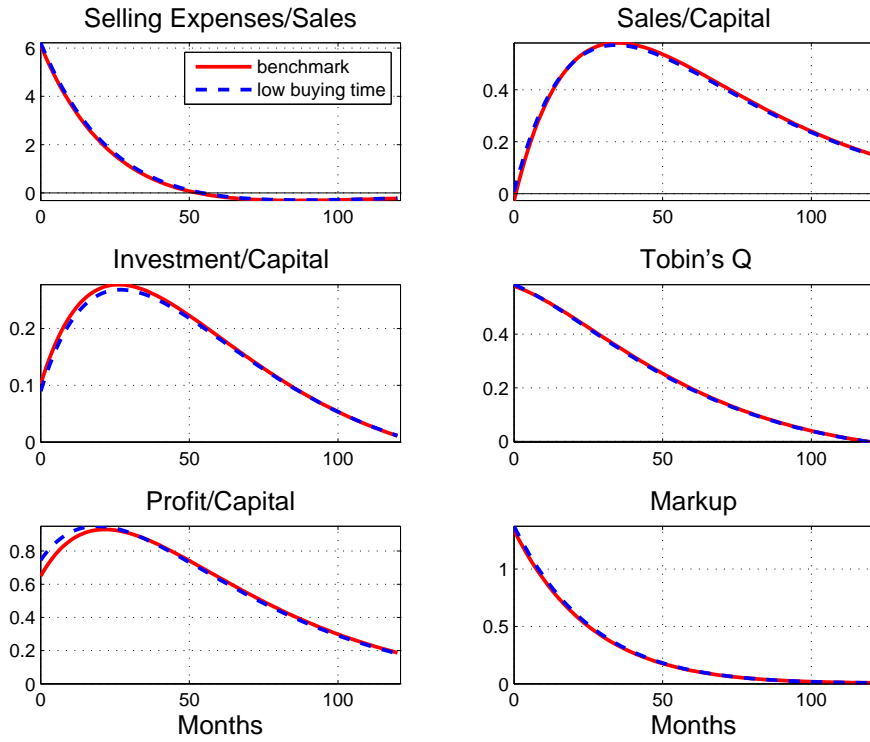 Selling Expenses/Sales
6
4
2
0
0 50 100
benchmark
low buying time
Sales/Capital
0.4
0.2
0
0 50 100
Investment/Capital
0.2
0.1
0
0 50 100
Tobin's Q
0.4
0.2
0
0 50 100
Profit/Capital
0.8
0.6
0.4
0.2
0
0 50 100
Months
Markup
1
0.5
0
0 50 100
Months